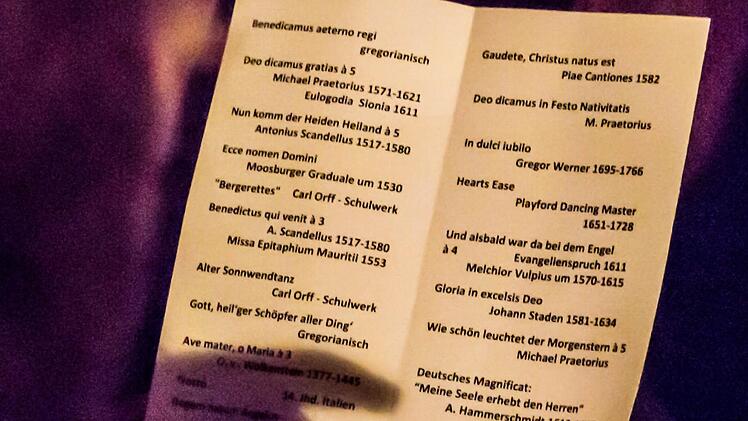 Benedicamus aeterno regi
gregorianisch
Deo dicamus gratias à 5
Michael Praetorius 1571-1621
Eulogodia Sionia 1611
Nun komm der Heiden Heiland à 5
Antonius Scandellus 1517-1580
Ecce nomen Domini
Moosburger Graduale um 1530
"Bergerettes" Carl Orff - Schulwerk
Benedictus qui venit à 3
A. Scandellus 1517-1580
Missa Epitaphium Mauritii 1553
Alter Sonnwendtanz
Carl Orff - Schulwerk
Gott, heil'ger Schöpfer aller Ding'
Gregorianisch
Ave mater, o Maria à 3
O. v. Wolkenstein 1377-1445
14. Jhd. Italien
Gaudete, Christus natus est
Piae Cantiones 1582
Deo dicamus in Festo Nativitatis
M. Praetorius
In dulci iubilo
Gregor Werner 1695-1766
Hearts Ease
Playford Dancing Master
1651-1728
Und alsbald war da bei dem Engel
à 4 Evangelienspruch 1611
Melchior Vulpius um 1570-1615
Gloria in excelsis Deo
Johann Staden 1581-1634
Wie schön leuchtet der Morgenstern à 5
Michael Praetorius
Deutsches Magnificat:
"Meine Seele erhebt den Herren"
A. Hammerschmidt